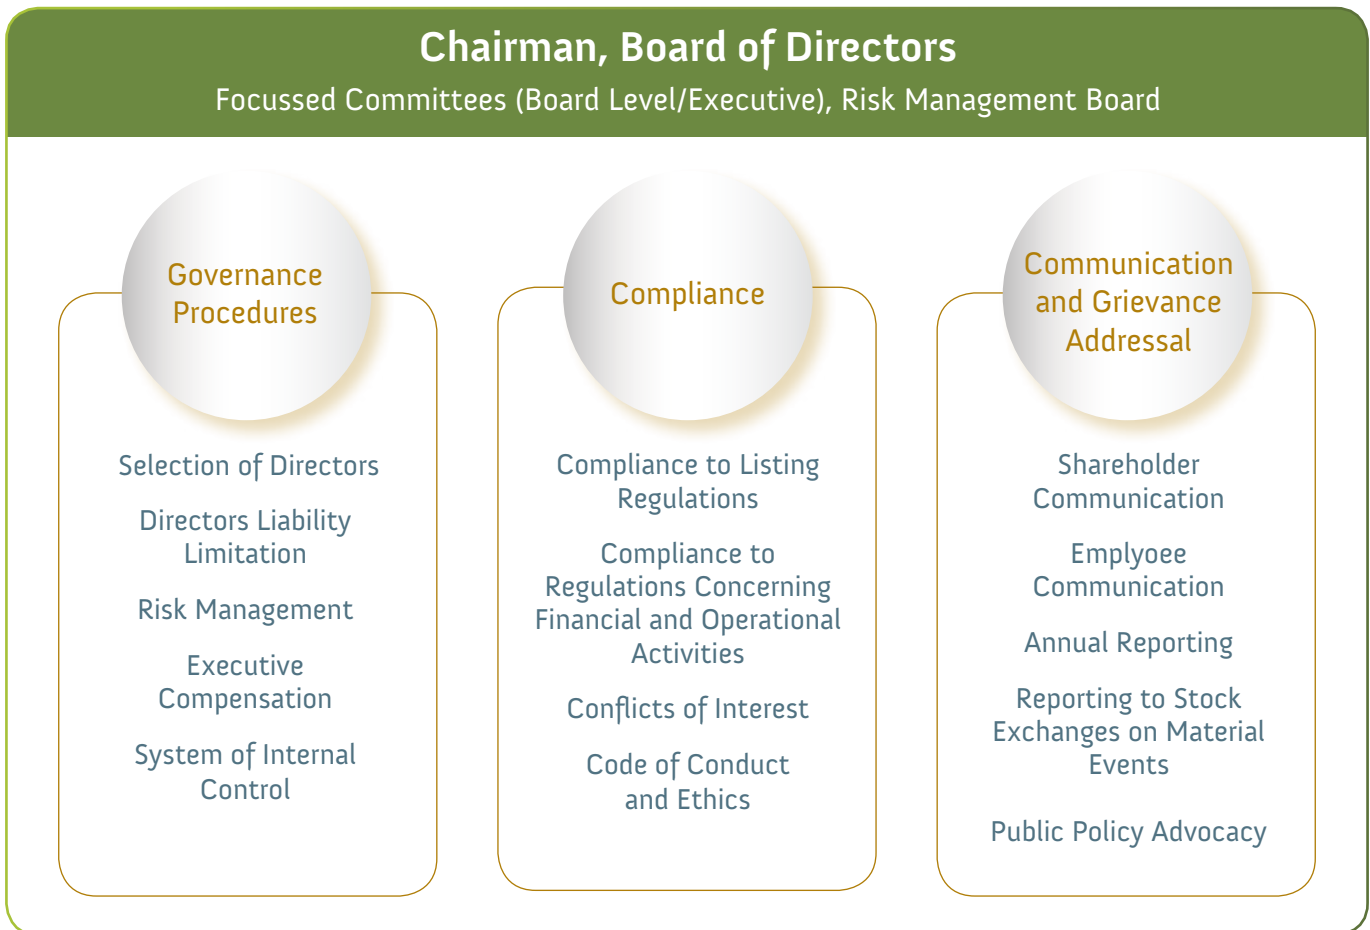 Chairman, Board of Directors
Focussed Committees (Board Level/Executive), Risk Management Board
Governance
Procedures
Selection of Directors
Directors Liability
Limitation
Risk Management
Executive
Compensation
System of Internal
Control
Compliance
Compliance to Listing
Regulations
Compliance to
Regulations Concerning
Financial and Operational
Activities
Conflicts of Interest
Code of Conduct
and Ethics
Communication
and Grievance
Addressal
Shareholder
Communication
Emplyoee
Communication
Annual Reporting
Reporting to Stock
Exchanges on Material
Events
Public Policy Advocacy